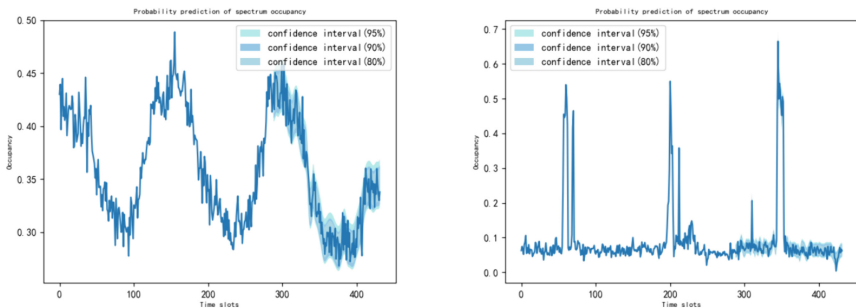 Probability prediction of spectrum occupancy
confidence interval(95%)
confidence interval(90%)
confidence interval(80%)
0.50
0.45
0.40
0.35
0.30
Occupancy
0
100
200
300
400
Time slots
Probability prediction of spectrum occupancy
confidence interval(95%)
confidence interval(90%)
confidence interval(80%)
0.7
0.6
0.5
0.4
0.3
0.2
0.1
0.0
Occupancy
0
100
200
300
400
Time slots